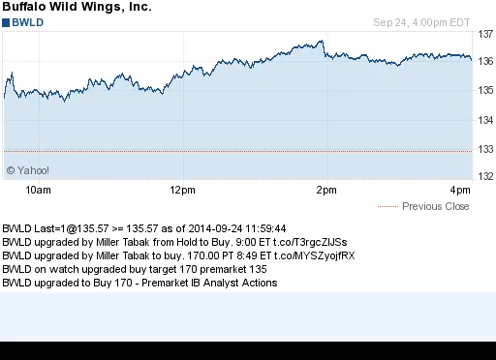 Buffalo Wild Wings, Inc.
BWLD Sep 24, 4:00pm EDT
137
136
135
134
133
132
© Yahoo!
10am 12pm 2pm 4pm
Previous Close
BWLD Last=1@135.57 >= 135.57 as of 2014-09-24 11:59:44
BWLD upgraded by Miller Tabak from Hold to Buy. 9:00 ET t.co/T3rgcZIJSs
BWLD upgraded by Miller Tabak to buy. 170.00 PT 8:49 ET t.co/MYSZyojfRX
BWLD on watch upgraded buy target 170 premarket 135
BWLD upgraded to Buy 170 - Premarket IB Analyst Actions